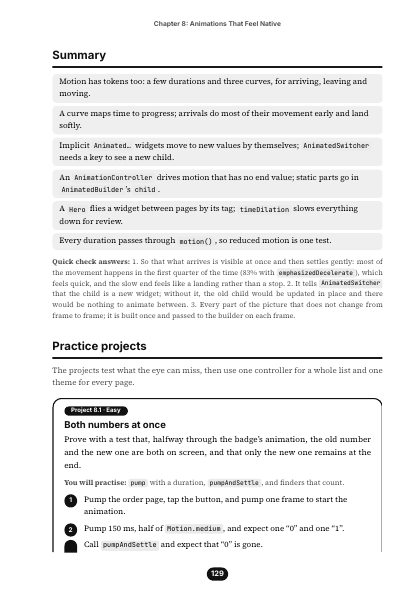 Chapter 8: Animations That Feel Native
Summary
Motion has tokens too: a few durations and three curves, for arriving, leaving and
moving.
A curve maps time to progress; arrivals do most of their movement early and land
softly.
Implicit Animated… widgets move to new values by themselves; AnimatedSwitcher
needs a key to see a new child.
An AnimationController drives motion that has no end value; static parts go in
AnimatedBuilder's child.
A Hero flies a widget between pages by its tag; timeDilation slows everything
down for review.
Every duration passes through motion(), so reduced motion is one test.
Quick check answers: 1. So that what arrives is visible at once and then settles gently: most of
the movement happens in the first quarter of the time (83% with emphasizedDecelerate), which
feels quick, and the slow end feels like a landing rather than a stop. 2. It tells AnimatedSwitcher
that the child is a new widget; without it, the old child would be updated in place and there
would be nothing to animate between. 3. Every part of the picture that does not change from
frame to frame; it is built once and passed to the builder on each frame.
Practice projects
The projects test what the eye can miss, then use one controller for a whole list and one
theme for every page.
Project 8.1 · Easy
Both numbers at once
Prove with a test that, halfway through the badge's animation, the old number
and the new one are both on screen, and that only the new one remains at the
end.
You will practise: pump with a duration, pumpAndSettle, and finders that count.
1 Pump the order page, tap the button, and pump one frame to start the
animation.
2 Pump 150 ms, half of Motion.medium, and expect one “0” and one “1”.
Call pumpAndSettle and expect that “0” is gone.
129